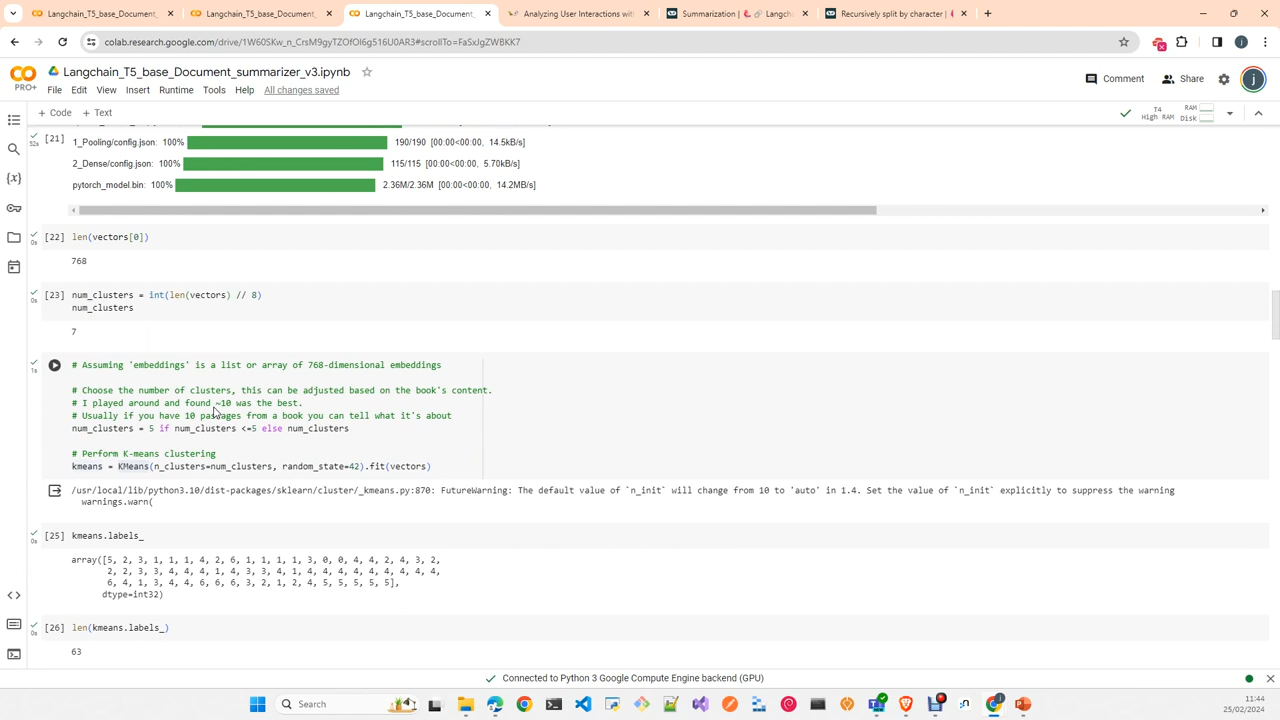 Langchain_T5_base_Document_
Langchain_T5_base_Document_
Langchain_T5_base_Document_
Analyzing User Interactions with
Summarization | Langcha
Recursively split by character |
colab.research.google.com/drive/1W60SKw_n_CrsM9gyTZOfOl6g516U0AR3#scrollTo=FaSxJgZWBKK7
PRO+
Langchain_T5_base_Document_summarizer_v3.ipynb
File Edit View Insert Runtime Tools Help All changes saved
Comment Share
j
+ Code + Text
T4 RAM
High RAM Disk
[21]
52s
1_Pooling/config.json: 100% 190/190 [00:00<00:00, 14.5kB/s]
2_Dense/config.json: 100% 115/115 [00:00<00:00, 5.70kB/s]
pytorch_model.bin: 100% 2.36M/2.36M [00:00<00:00, 14.2MB/s]
[22] len(vectors[0])
0s
768
[23] num_clusters = int(len(vectors) // 8)
0s
num_clusters
7
1s
# Assuming 'embeddings' is a list or array of 768-dimensional embeddings
# Choose the number of clusters, this can be adjusted based on the book's content.
# I played around and found ~10 was the best.
# Usually if you have 10 passages from a book you can tell what it's about
num_clusters = 5 if num_clusters <=5 else num_clusters
# Perform K-means clustering
kmeans = KMeans(n_clusters=num_clusters, random_state=42).fit(vectors)
/usr/local/lib/python3.10/dist-packages/sklearn/cluster/_kmeans.py:870: FutureWarning: The default value of `n_init` will change from 10 to 'auto' in 1.4. Set the value of `n_init` explicitly to suppress the warning
warnings.warn(
[25] kmeans.labels_
0s
array([5, 2, 3, 1, 1, 1, 4, 2, 6, 1, 1, 1, 1, 3, 0, 0, 4, 4, 2, 4, 3, 2,
2, 2, 3, 3, 4, 4, 4, 1, 4, 3, 3, 4, 1, 4, 4, 4, 4, 4, 4, 4, 4, 4,
6, 4, 1, 3, 4, 4, 6, 6, 6, 3, 2, 1, 2, 4, 5, 5, 5, 5, 5],
dtype=int32)
[26] len(kmeans.labels_)
0s
63
Connected to Python 3 Google Compute Engine backend (GPU)
Search
11:44
25/02/2024